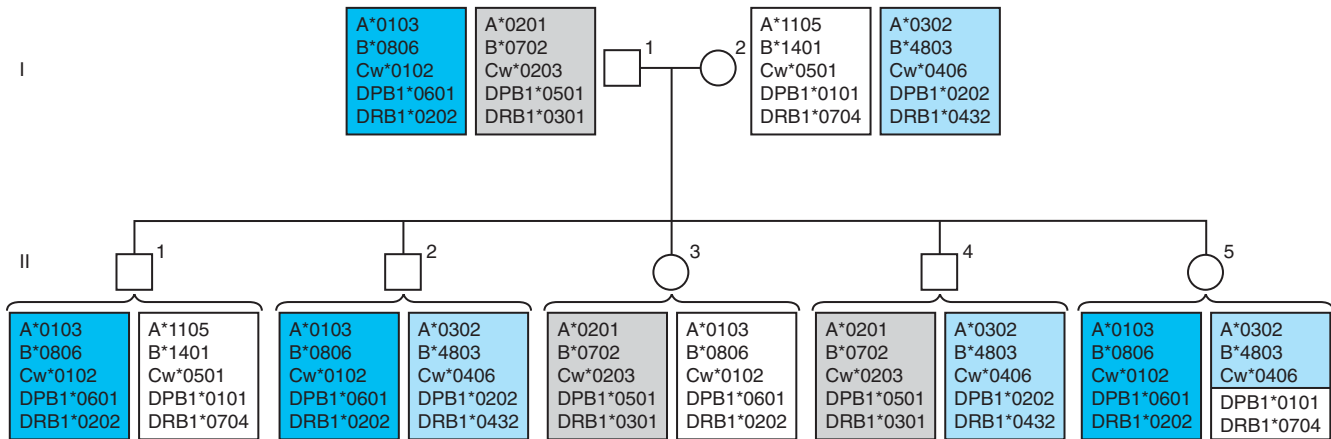 I
A*0103
B*0806
Cw*0102
DPB1*0601
DRB1*0202
A*0201
B*0702
Cw*0203
DPB1*0501
DRB1*0301
1
2
A*1105
B*1401
Cw*0501
DPB1*0101
DRB1*0704
A*0302
B*4803
Cw*0406
DPB1*0202
DRB1*0432
II
1
2
3
4
5
A*0103
B*0806
Cw*0102
DPB1*0601
DRB1*0202
A*1105
B*1401
Cw*0501
DPB1*0101
DRB1*0704
A*0103
B*0806
Cw*0102
DPB1*0601
DRB1*0202
A*0302
B*4803
Cw*0406
DPB1*0202
DRB1*0432
A*0201
B*0702
Cw*0203
DPB1*0501
DRB1*0301
A*0103
B*0806
Cw*0102
DPB1*0601
DRB1*0202
A*0201
B*0702
Cw*0203
DPB1*0501
DRB1*0301
A*0302
B*4803
Cw*0406
DPB1*0202
DRB1*0432
A*0103
B*0806
Cw*0102
DPB1*0601
DRB1*0202
A*0302
B*4803
Cw*0406
DPB1*0101
DRB1*0704